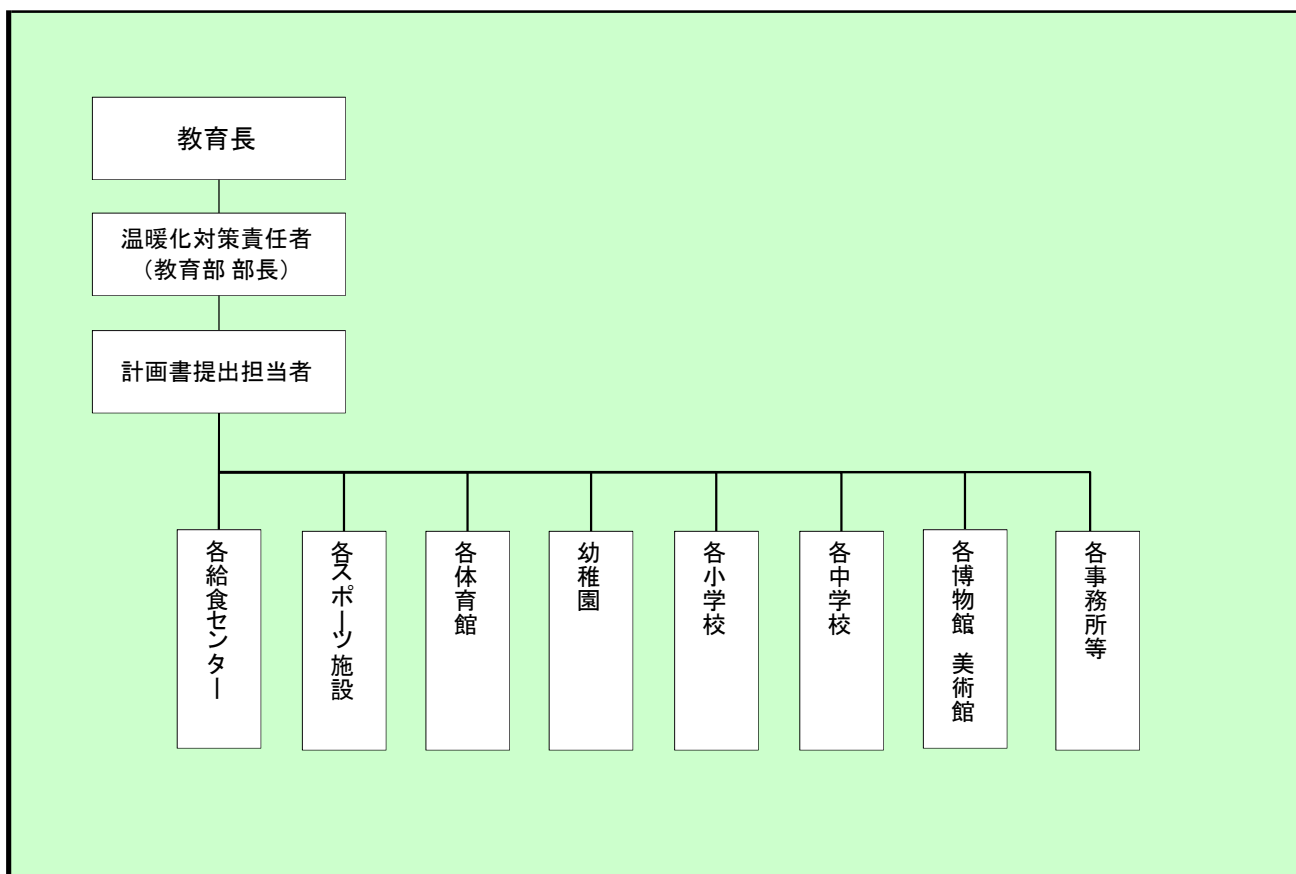 教育長
温暖化対策責任者
（教育部 部長）
計画書提出担当者
各給食センター
各スポーツ施設
各体育館
幼稚園
各小学校
各中学校
各博物館 美術館
各事務所等